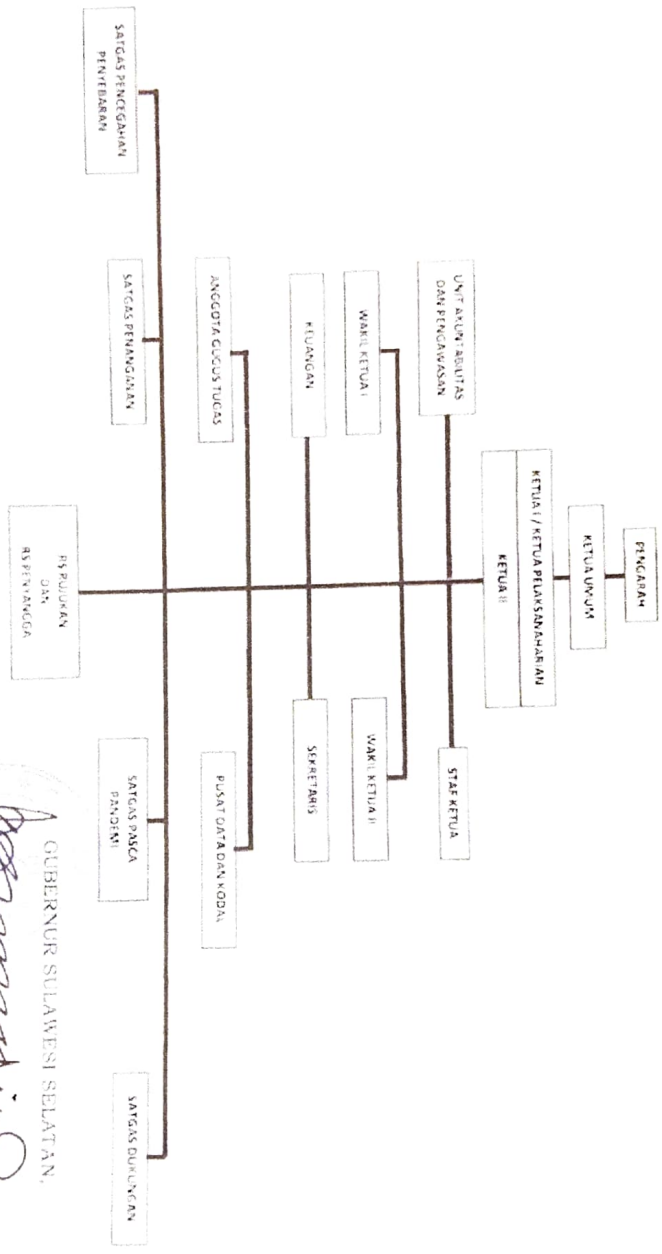 PENGARAH
KETUA UMUM
KETUA I / KETUA PELAKSANAHARIAN
KETUA II
UNIT AKUNTABILITAS
DAN PENGAWASAN
STAF KETUA
WAKIL KETUA I
WAKIL KETUA II
KEUANGAN
SEKRETARIS
ANGGOTA GUGUS TUGAS
PUSAT DATA DAN KODAL
SATGAS PENCEGAHAN
PENYEBARAN
SATGAS PENANGANAN
SATGAS PASCA
PANDEMI
SATGAS DUKUNGAN
RS RUJUKAN
DAN
RS PENYANGGA
GUBERNUR SULAWESI SELATAN,